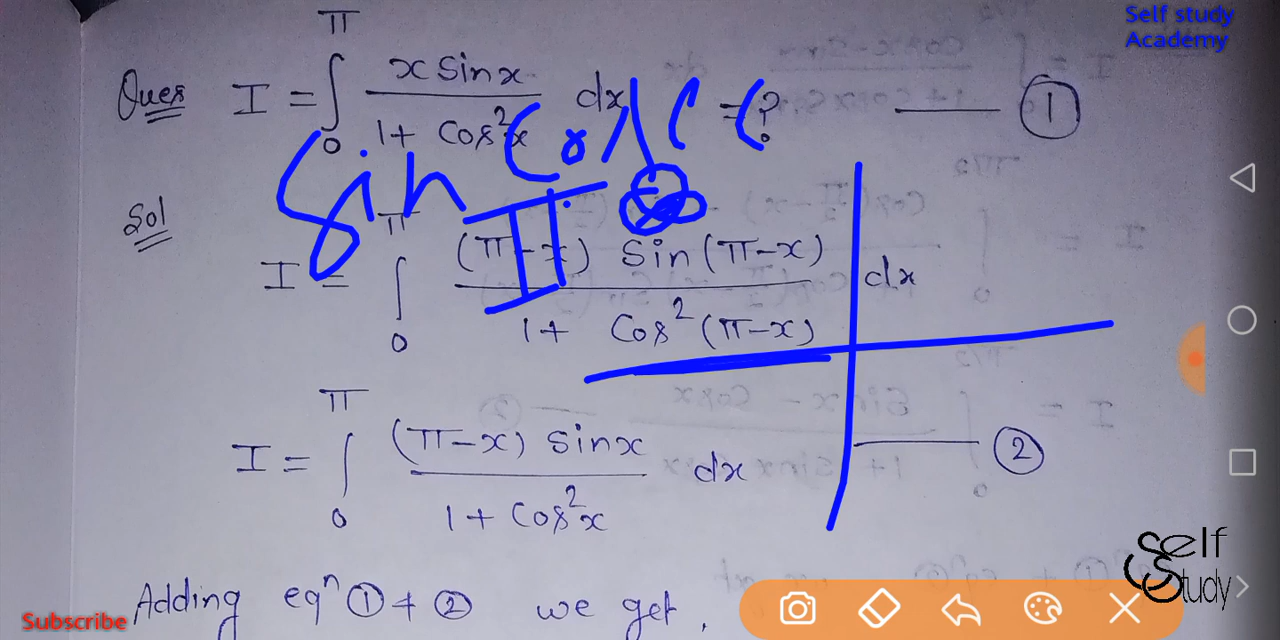 Self study
Academy
Ques I = ∫₀^π x Sin x / 1 + Cos²x dx = ? —— ①
Sin Cos
Sol
I = ∫₀^π (π-x) Sin (π-x) / 1 + Cos² (π-x) dx
I = ∫₀^π (π-x) Sinx / 1 + Cos²x dx —— ②
Self
Study
Adding eqⁿ ① + ② we get,
Subscribe